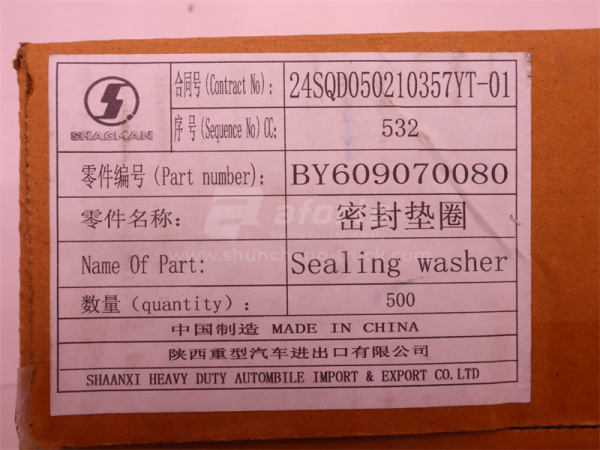 合同号(Contract No): 24SQD050210357YT-01
SHACMAN
序号(Sequence No)CC: 532
零件编号(Part number): BY609070080
零件名称: 密封垫圈
Name Of Part: Sealing washer
数量(quantity): 500
中国制造 MADE IN CHINA
陕西重型汽车进出口有限公司
SHAANXI HEAVY DUTY AUTOMBILE IMPORT & EXPORT CO.LTD